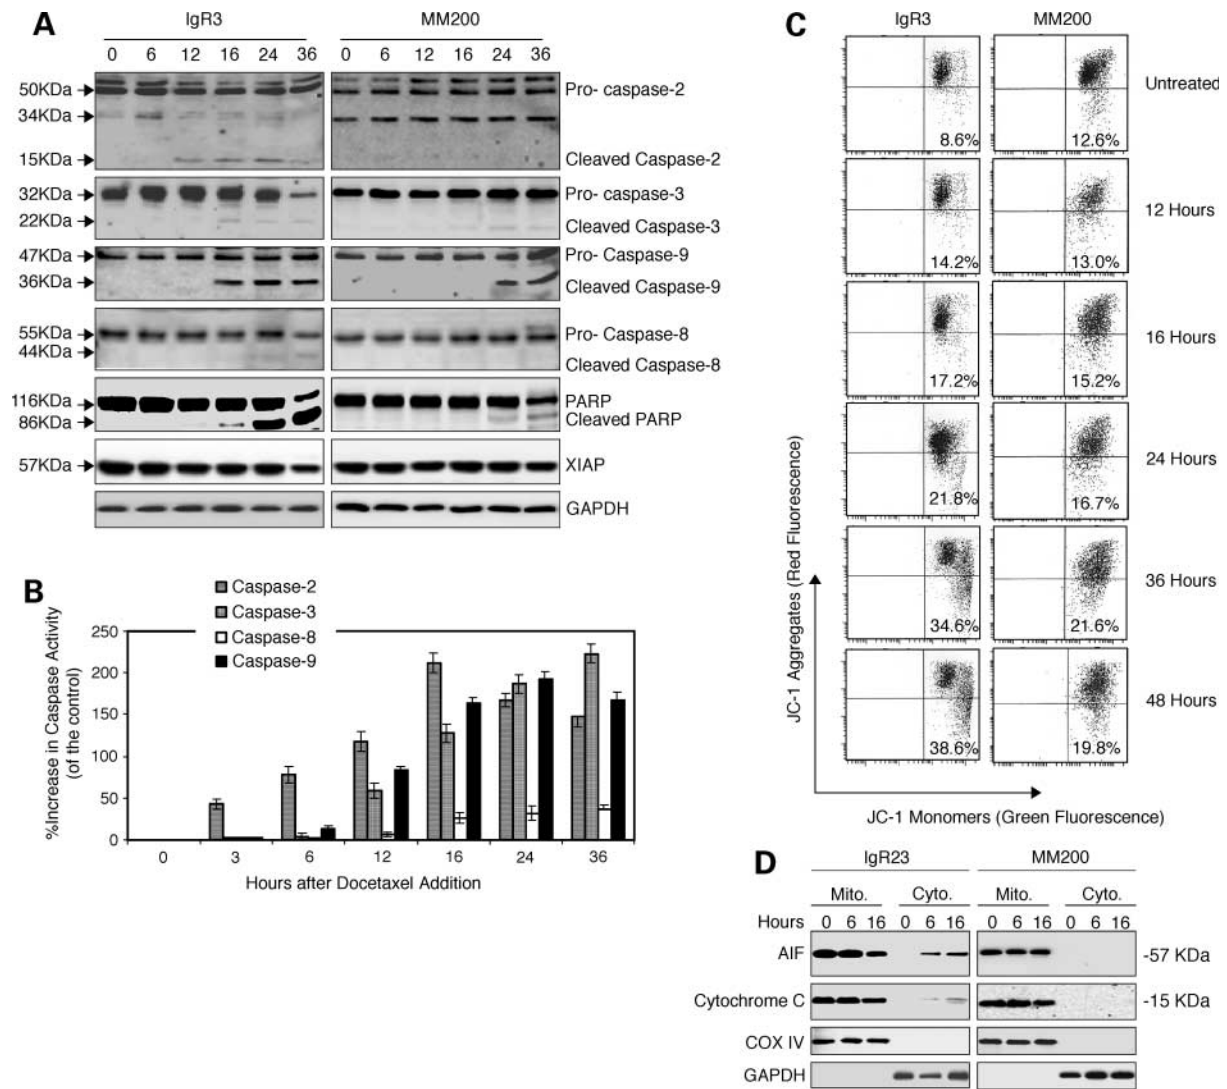 A
IgR3 MM200
0 6 12 16 24 36 0 6 12 16 24 36
50KDa Pro- caspase-2
34KDa
15KDa Cleaved Caspase-2
32KDa Pro- caspase-3
22KDa Cleaved Caspase-3
47KDa Pro- Caspase-9
36KDa Cleaved Caspase-9
55KDa Pro- Caspase-8
44KDa Cleaved Caspase-8
116KDa PARP
86KDa Cleaved PARP
57KDa XIAP
GAPDH
B
Caspase-2
Caspase-3
Caspase-8
Caspase-9
%Increase in Caspase Activity
(of the control)
250
200
150
100
50
0
0 3 6 12 16 24 36
Hours after Docetaxel Addition
C
IgR3 MM200
8.6% 12.6% Untreated
14.2% 13.0% 12 Hours
17.2% 15.2% 16 Hours
21.8% 16.7% 24 Hours
34.6% 21.6% 36 Hours
38.6% 19.8% 48 Hours
JC-1 Aggregates (Red Fluorescence)
JC-1 Monomers (Green Fluorescence)
D
IgR23 MM200
Mito. Cyto. Mito. Cyto.
Hours 0 6 16 0 6 16 0 6 16 0 6 16
AIF -57 KDa
Cytochrome C -15 KDa
COX IV
GAPDH